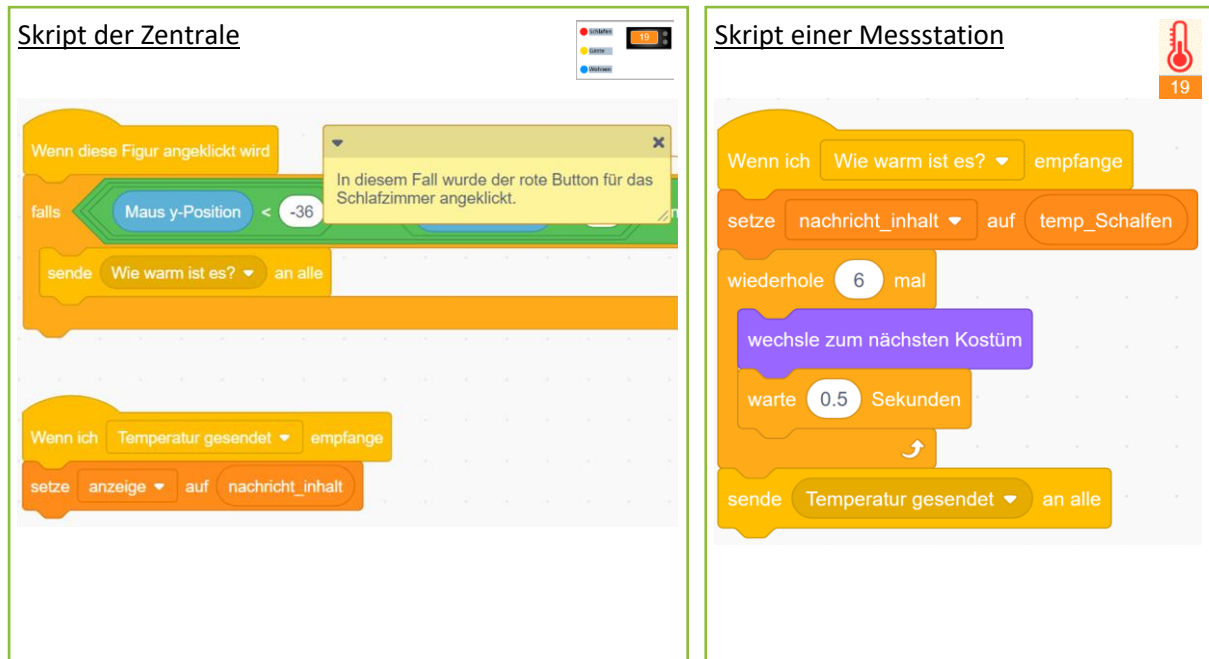 Skript der Zentrale
Schlafen
19
Gäste
Wohnen
Wenn diese Figur angeklickt wird
In diesem Fall wurde der rote Button für das
Schlafzimmer angeklickt.
falls Maus y-Position < -36
sende Wie warm ist es? an alle
Wenn ich Temperatur gesendet empfange
setze anzeige auf nachricht_inhalt
Skript einer Messstation
19
Wenn ich Wie warm ist es? empfange
setze nachricht_inhalt auf temp_Schalfen
wiederhole 6 mal
wechsle zum nächsten Kostüm
warte 0.5 Sekunden
sende Temperatur gesendet an alle